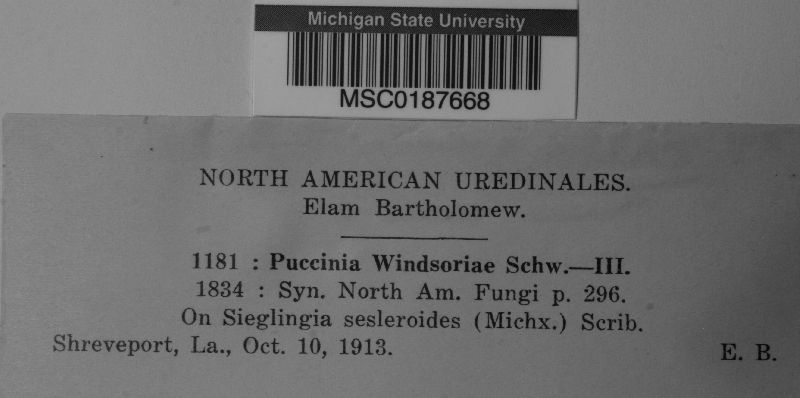 Michigan State University
MSC0187668
NORTH AMERICAN UREDINALES.
Elam Bartholomew.
1181 : Puccinia Windsoriae Schw.—III.
1834 : Syn. North Am. Fungi p. 296.
On Sieglingia sesleroides (Michx.) Scrib.
Shreveport, La., Oct. 10, 1913.
E. B.